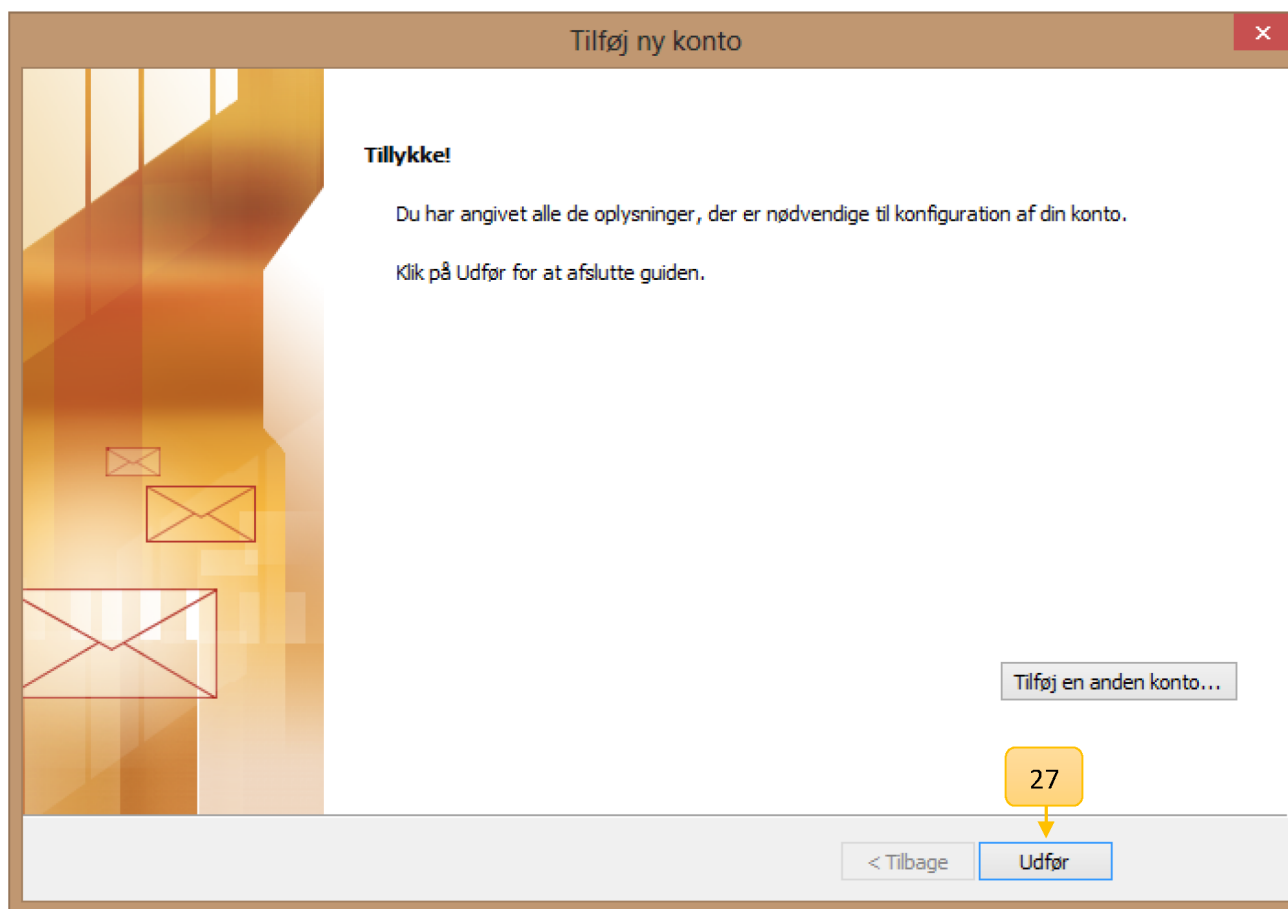 Tilføj ny konto
Tillykke!
Du har angivet alle de oplysninger, der er nødvendige til konfiguration af din konto.
Klik på Udfør for at afslutte guiden.
Tilføj en anden konto...
27
< Tilbage
Udfør